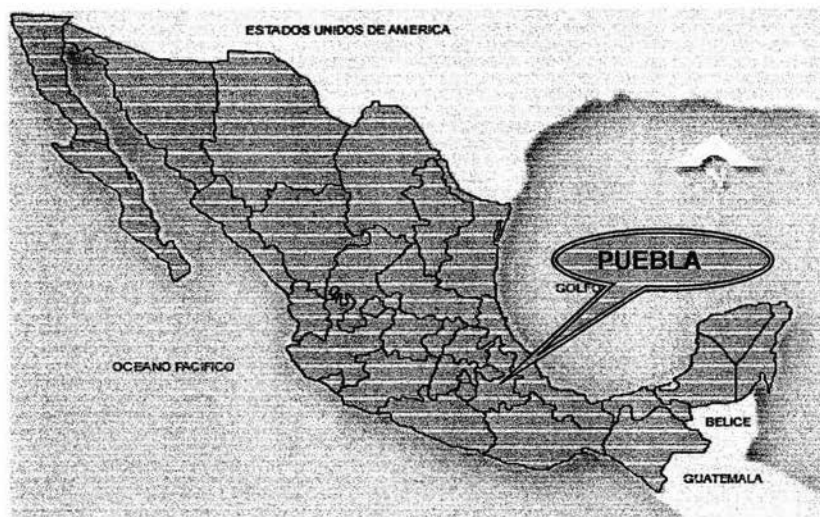 ESTADOS UNIDOS DE AMERICA
PUEBLA
GOLFO
OCEANO PACIFICO
BELICE
GUATEMALA